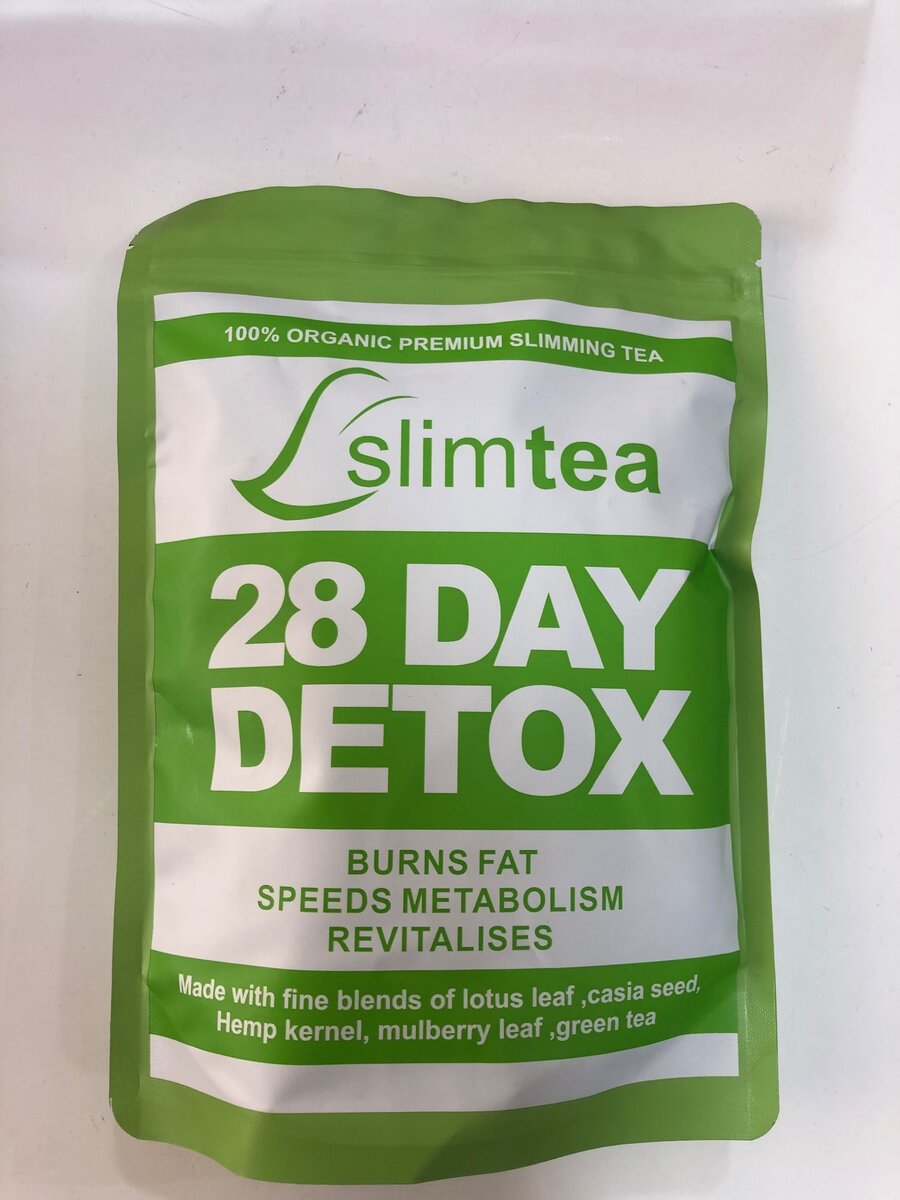 100% ORGANIC PREMIUM SLIMMING TEA
slimtea
28 DAY
DETOX
BURNS FAT
SPEEDS METABOLISM
REVITALISES
Made with fine blends of lotus leaf ,casia seed,
Hemp kernel, mulberry leaf ,green tea